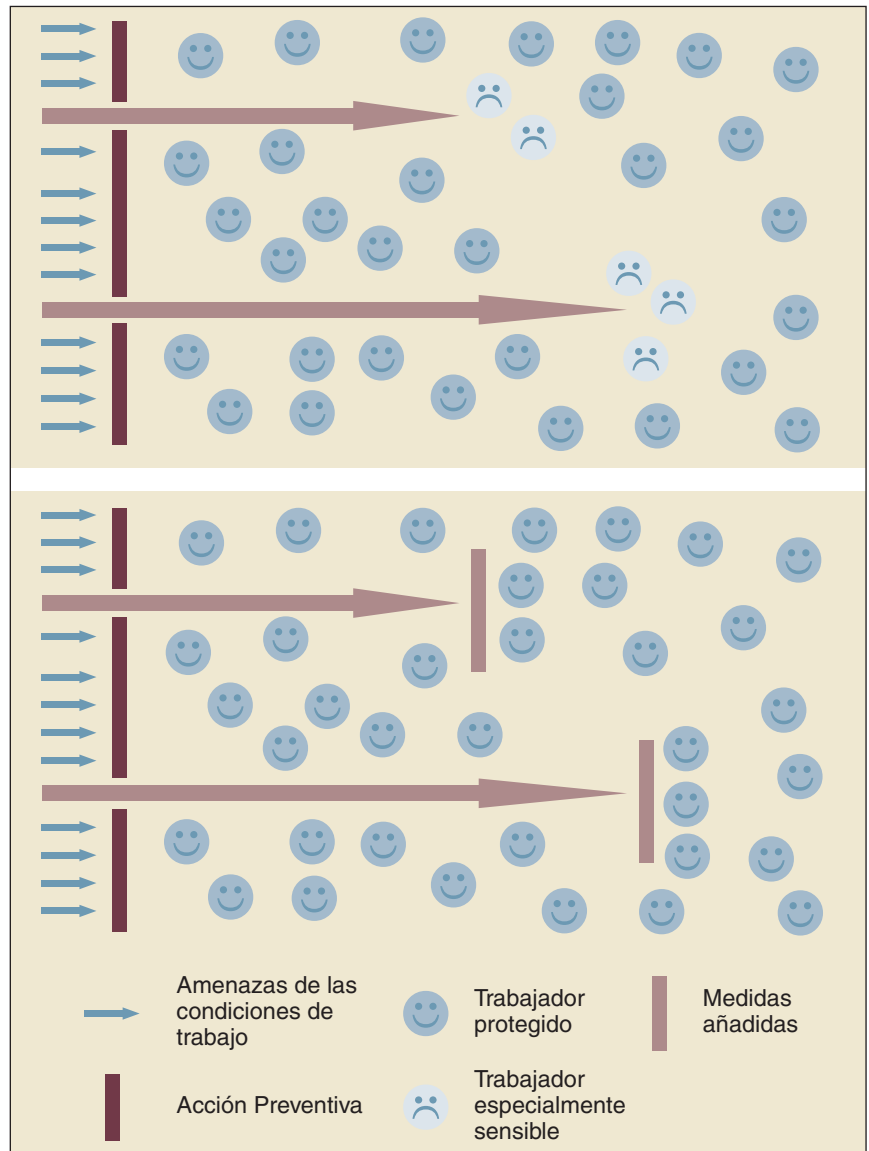 Amenazas de las
condiciones de
trabajo
Trabajador
protegido
Medidas
añadidas
Acción Preventiva
Trabajador
especialmente
sensible